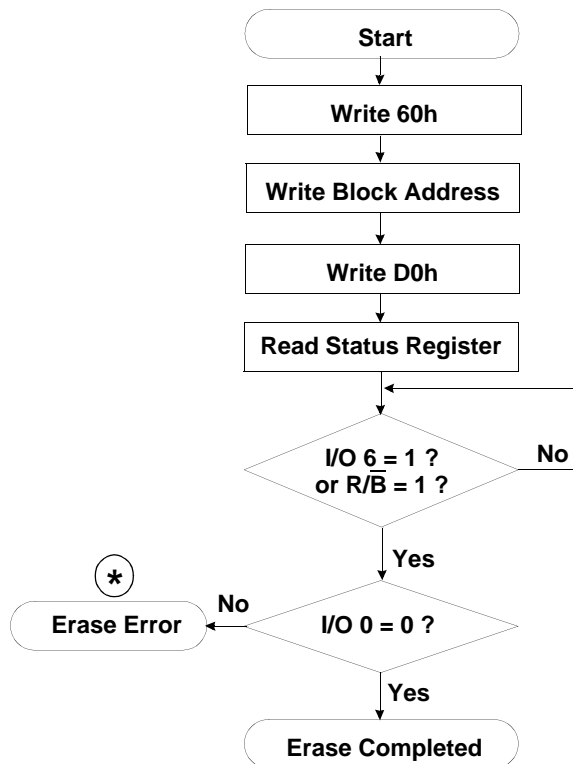 Start
Write 60h
Write Block Address
Write D0h
Read Status Register
I/O 6 = 1 ?
or R/B̅ = 1 ?
No
Yes
*
No
Erase Error
I/O 0 = 0 ?
Yes
Erase Completed